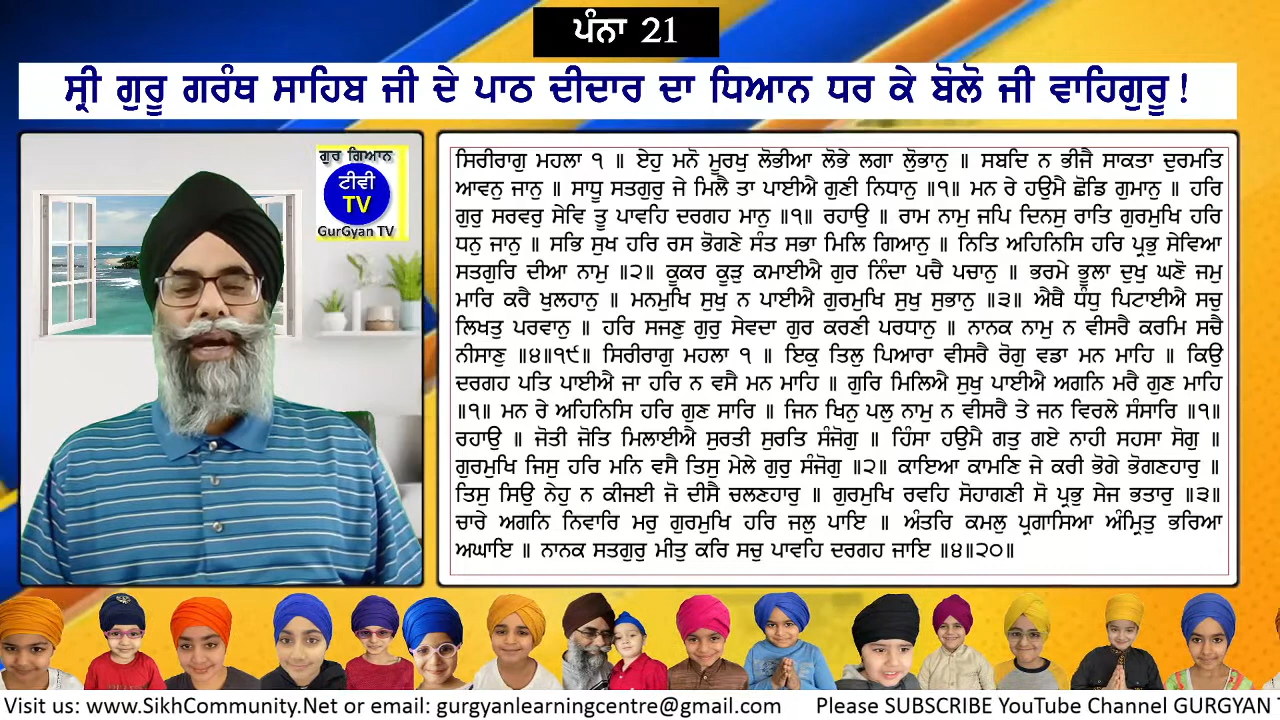 ਪੰਨਾ 21
ਸ੍ਰੀ ਗੁਰੂ ਗਰੰਥ ਸਾਹਿਬ ਜੀ ਦੇ ਪਾਠ ਦੀਦਾਰ ਦਾ ਧਿਆਨ ਧਰ ਕੇ ਬੋਲੋ ਜੀ ਵਾਹਿਗੁਰੂ!
ਗੁਰ ਗਿਆਨ
ਟੀਵੀ
TV
GurGyan TV
ਸਿਰੀਰਾਗੁ ਮਹਲਾ ੧ ॥ ਏਹੁ ਮਨੋ ਮੂਰਖੁ ਲੋਭੀਆ ਲੋਭੇ ਲਗਾ ਲੋੁਭਾਨੁ ॥ ਸਬਦਿ ਨ ਭੀਜੈ ਸਾਕਤਾ ਦੁਰਮਤਿ
ਆਵਨੁ ਜਾਨੁ ॥ ਸਾਧੂ ਸਤਗੁਰੁ ਜੇ ਮਿਲੈ ਤਾ ਪਾਈਐ ਗੁਣੀ ਨਿਧਾਨੁ ॥੧॥ ਮਨ ਰੇ ਹਉਮੈ ਛੋਡਿ ਗੁਮਾਨੁ ॥ ਹਰਿ
ਗੁਰੁ ਸਰਵਰੁ ਸੇਵਿ ਤੂ ਪਾਵਹਿ ਦਰਗਹ ਮਾਨੁ ॥੧॥ ਰਹਾਉ ॥ ਰਾਮ ਨਾਮੁ ਜਪਿ ਦਿਨਸੁ ਰਾਤਿ ਗੁਰਮੁਖਿ ਹਰਿ
ਧਨੁ ਜਾਨੁ ॥ ਸਭਿ ਸੁਖ ਹਰਿ ਰਸ ਭੋਗਣੇ ਸੰਤ ਸਭਾ ਮਿਲਿ ਗਿਆਨੁ ॥ ਨਿਤਿ ਅਹਿਨਿਸਿ ਹਰਿ ਪ੍ਰਭੁ ਸੇਵਿਆ
ਸਤਗੁਰਿ ਦੀਆ ਨਾਮੁ ॥੨॥ ਕੂਕਰ ਕੂੜੁ ਕਮਾਈਐ ਗੁਰ ਨਿੰਦਾ ਪਚੈ ਪਚਾਨੁ ॥ ਭਰਮੇ ਭੂਲਾ ਦੁਖੁ ਘਣੋ ਜਮੁ
ਮਾਰਿ ਕਰੈ ਖੁਲਹਾਨੁ ॥ ਮਨਮੁਖਿ ਸੁਖੁ ਨ ਪਾਈਐ ਗੁਰਮੁਖਿ ਸੁਖੁ ਸੁਭਾਨੁ ॥੩॥ ਐਥੈ ਧੰਧੁ ਪਿਟਾਈਐ ਸਚੁ
ਲਿਖਤੁ ਪਰਵਾਨੁ ॥ ਹਰਿ ਸਜਣੁ ਗੁਰੁ ਸੇਵਦਾ ਗੁਰ ਕਰਣੀ ਪਰਧਾਨੁ ॥ ਨਾਨਕ ਨਾਮੁ ਨ ਵੀਸਰੈ ਕਰਮਿ ਸਚੈ
ਨੀਸਾਣੁ ॥੪॥੧੯॥ ਸਿਰੀਰਾਗੁ ਮਹਲਾ ੧ ॥ ਇਕੁ ਤਿਲੁ ਪਿਆਰਾ ਵੀਸਰੈ ਰੋਗੁ ਵਡਾ ਮਨ ਮਾਹਿ ॥ ਕਿਉ
ਦਰਗਹ ਪਤਿ ਪਾਈਐ ਜਾ ਹਰਿ ਨ ਵਸੈ ਮਨ ਮਾਹਿ ॥ ਗੁਰਿ ਮਿਲਿਐ ਸੁਖੁ ਪਾਈਐ ਅਗਨਿ ਮਰੈ ਗੁਣ ਮਾਹਿ
॥੧॥ ਮਨ ਰੇ ਅਹਿਨਿਸਿ ਹਰਿ ਗੁਣ ਸਾਰਿ ॥ ਜਿਨ ਖਿਨੁ ਪਲੁ ਨਾਮੁ ਨ ਵੀਸਰੈ ਤੇ ਜਨ ਵਿਰਲੇ ਸੰਸਾਰਿ ॥੧॥
ਰਹਾਉ ॥ ਜੋਤੀ ਜੋਤਿ ਮਿਲਾਈਐ ਸੁਰਤੀ ਸੁਰਤਿ ਸੰਜੋਗੁ ॥ ਹਿੰਸਾ ਹਉਮੈ ਗਤੁ ਗਏ ਨਾਹੀ ਸਹਸਾ ਸੋਗੁ ॥
ਗੁਰਮੁਖਿ ਜਿਸੁ ਹਰਿ ਮਨਿ ਵਸੈ ਤਿਸੁ ਮੇਲੇ ਗੁਰੁ ਸੰਜੋਗੁ ॥੨॥ ਕਾਇਆ ਕਾਮਣਿ ਜੇ ਕਰੀ ਭੋਗੇ ਭੋਗਣਹਾਰੁ ॥
ਤਿਸੁ ਸਿਉ ਨੇਹੁ ਨ ਕੀਜਈ ਜੋ ਦੀਸੈ ਚਲਣਹਾਰੁ ॥ ਗੁਰਮੁਖਿ ਰਵਹਿ ਸੋਹਾਗਣੀ ਸੋ ਪ੍ਰਭੁ ਸੇਜ ਭਤਾਰੁ ॥੩॥
ਚਾਰੇ ਅਗਨਿ ਨਿਵਾਰਿ ਮਰੁ ਗੁਰਮੁਖਿ ਹਰਿ ਜਲੁ ਪਾਇ ॥ ਅੰਤਰਿ ਕਮਲੁ ਪ੍ਰਗਾਸਿਆ ਅੰਮ੍ਰਿਤੁ ਭਰਿਆ
ਅਘਾਇ ॥ ਨਾਨਕ ਸਤਗੁਰੁ ਮੀਤੁ ਕਰਿ ਸਚੁ ਪਾਵਹਿ ਦਰਗਹ ਜਾਇ ॥੪॥੨੦॥
Visit us: www.SikhCommunity.Net or email: gurgyanlearningcentre@gmail.com Please SUBSCRIBE YouTube Channel GURGYAN